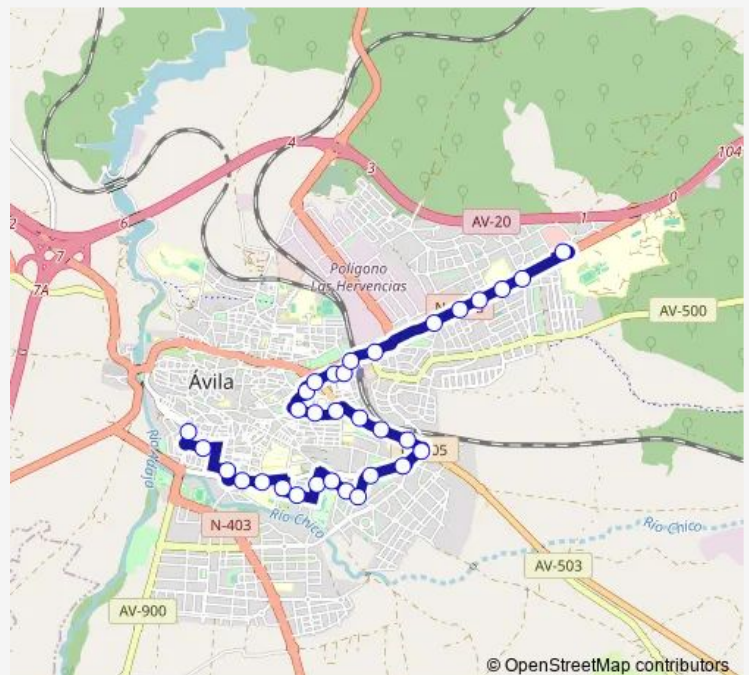 4
3
104
0
2
6
AV-20
1
7
7A
Polígono
Las Hervencias
AV-500
Ávila
Río Adaja
N-403
Río Chico
Río Chico
AV-503
AV-900
© OpenStreetMap contributors